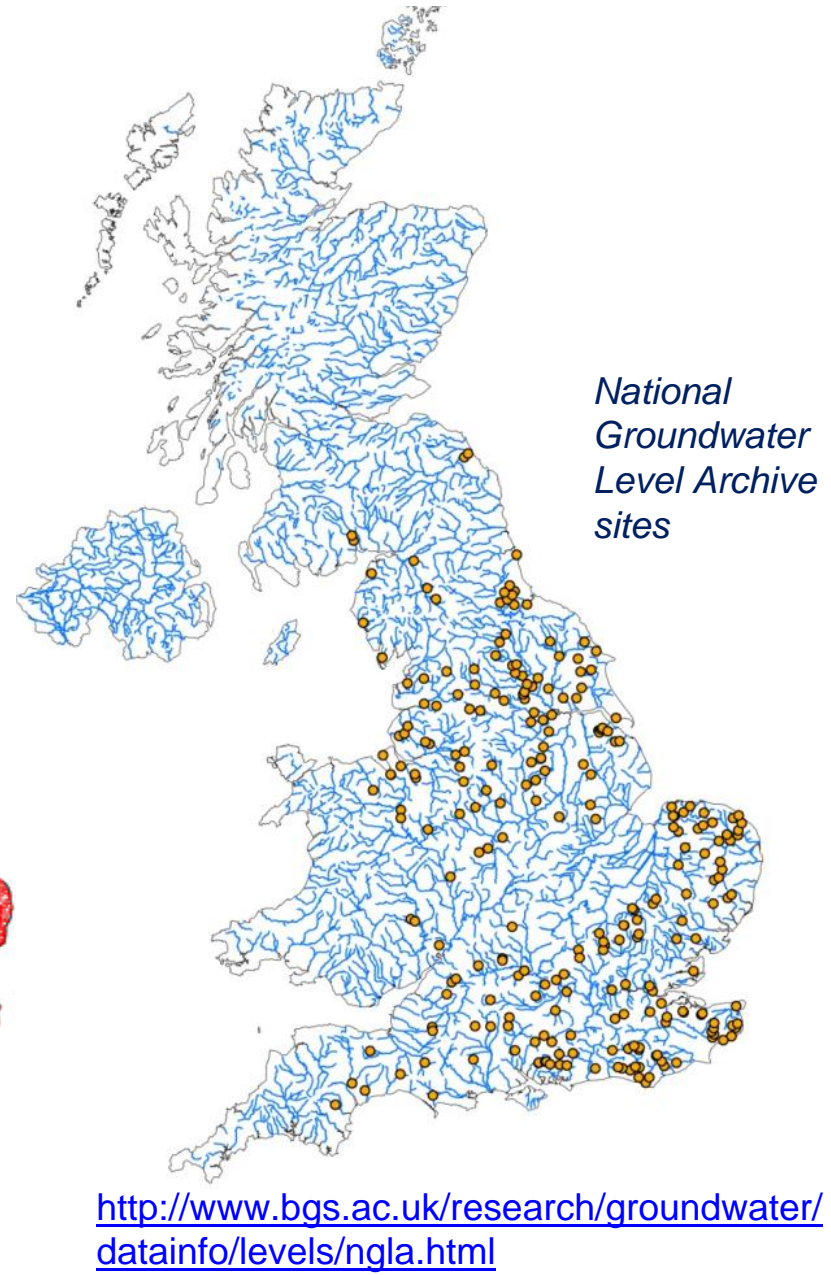 National
Groundwater
Level Archive
sites
http://www.bgs.ac.uk/research/groundwater/
datainfo/levels/ngla.html